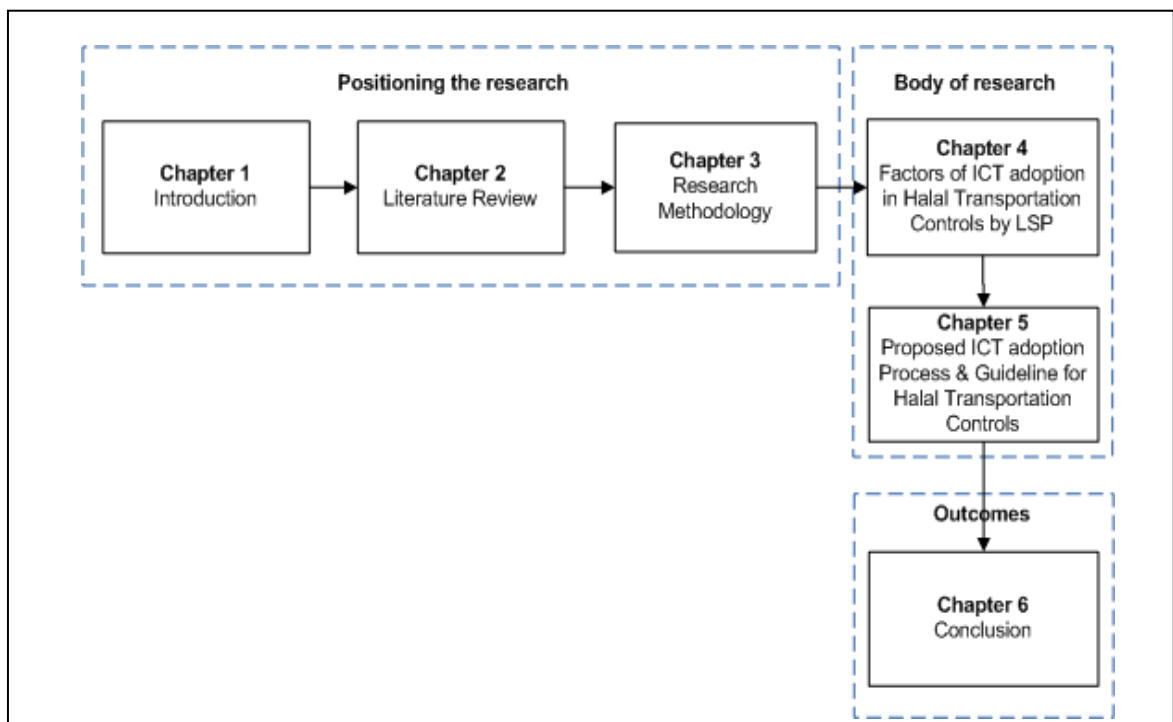 Positioning the research
Chapter 1
Introduction
Chapter 2
Literature Review
Chapter 3
Research
Methodology
Body of research
Chapter 4
Factors of ICT adoption
in Halal Transportation
Controls by LSP
Chapter 5
Proposed ICT adoption
Process & Guideline for
Halal Transportation
Controls
Outcomes
Chapter 6
Conclusion